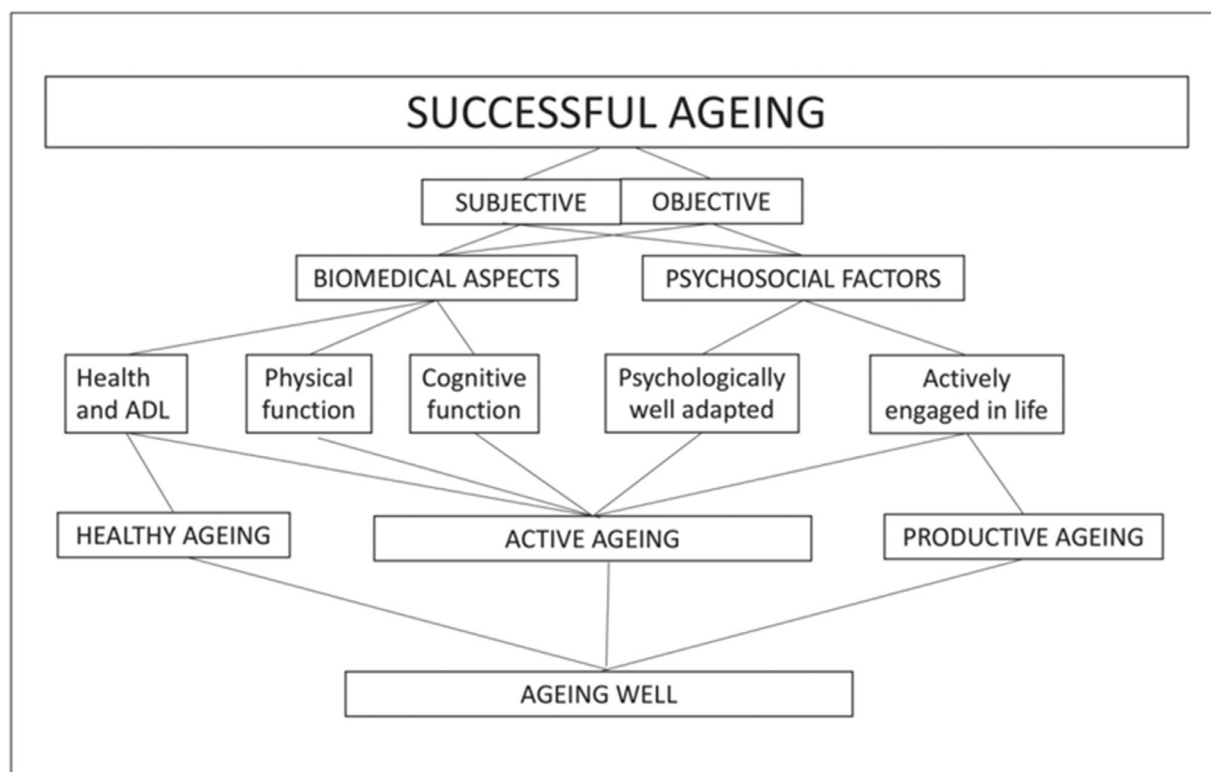 SUCCESSFUL AGEING
SUBJECTIVE
OBJECTIVE
BIOMEDICAL ASPECTS
PSYCHOSOCIAL FACTORS
Health
and ADL
Physical
function
Cognitive
function
Psychologically
well adapted
Actively
engaged in life
HEALTHY AGEING
ACTIVE AGEING
PRODUCTIVE AGEING
AGEING WELL